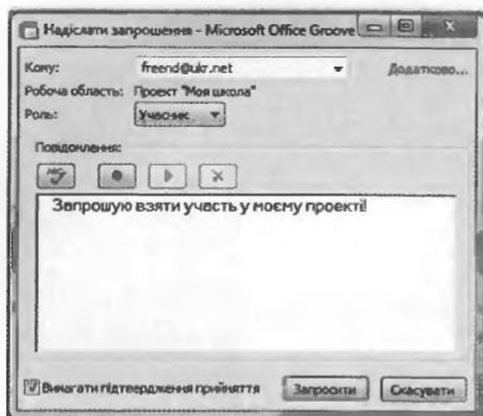 Надіслати запрошення - Microsoft Office Groove
Кому: freend@ukr.net Додатково...
Робоча область: Проект "Моя школа"
Роль: Учасник
Повідомлення:
ABC
Запрошую взяти участь у моєму проекті!
Вимагати підтвердження прийняття Запросити Скасувати